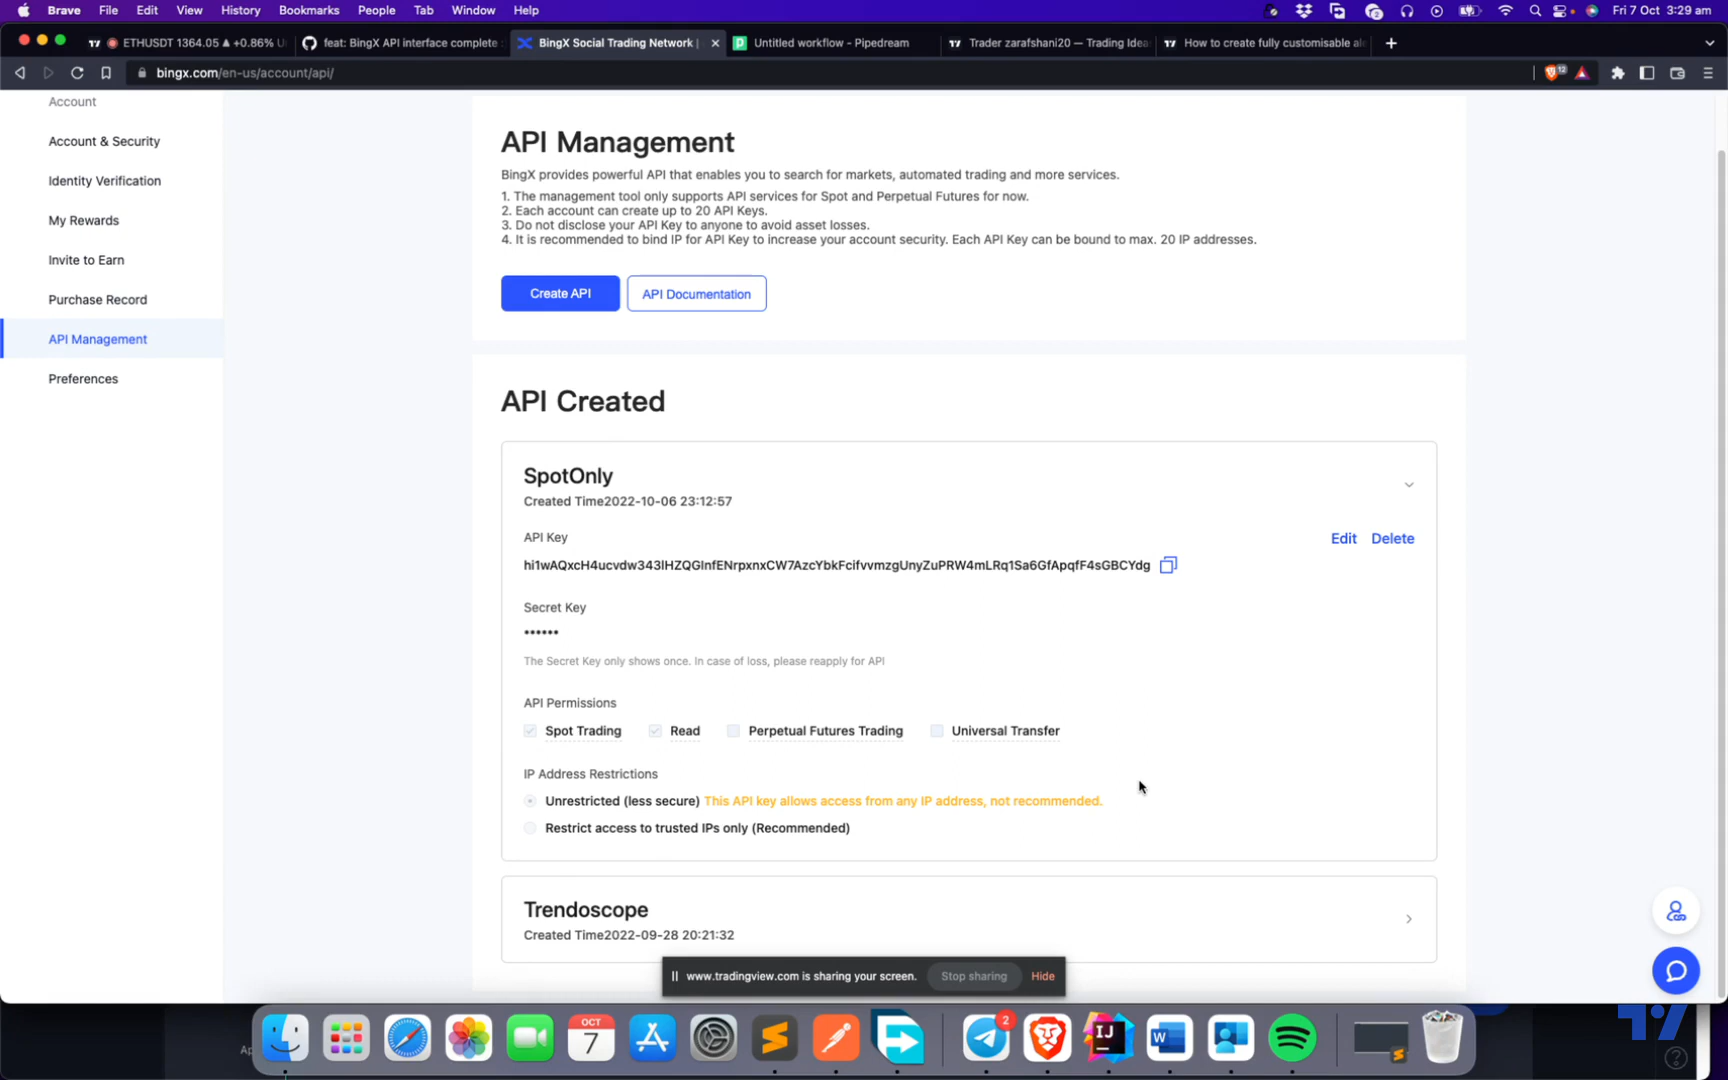 Brave File Edit View History Bookmarks People Tab Window Help
2
Fri 7 Oct 3:29 am
ETHUSDT 1364.05 ▲ +0.86%
feat: BingX API interface complete
BingX Social Trading Network |
Untitled workflow - Pipedream
Trader zarafshani20 — Trading Idea
How to create fully customisable al
bingx.com/en-us/account/api/
12
Account
Account & Security
Identity Verification
My Rewards
Invite to Earn
Purchase Record
API Management
Preferences
API Management
BingX provides powerful API that enables you to search for markets, automated trading and more services.
1. The management tool only supports API services for Spot and Perpetual Futures for now.
2. Each account can create up to 20 API Keys.
3. Do not disclose your API Key to anyone to avoid asset losses.
4. It is recommended to bind IP for API Key to increase your account security. Each API Key can be bound to max. 20 IP addresses.
Create API
API Documentation
API Created
SpotOnly
Created Time2022-10-06 23:12:57
API Key
Edit Delete
hi1wAQxcH4ucvdw343lHZQGlnfENrpxnxCW7AzcYbkFcifvvmzgUnyZuPRW4mLRq1Sa6GfApqfF4sGBCYdg
Secret Key
••••••
The Secret Key only shows once. In case of loss, please reapply for API
API Permissions
Spot Trading Read Perpetual Futures Trading Universal Transfer
IP Address Restrictions
Unrestricted (less secure) This API key allows access from any IP address, not recommended.
Restrict access to trusted IPs only (Recommended)
Trendoscope
Created Time2022-09-28 20:21:32
www.tradingview.com is sharing your screen. Stop sharing Hide
OCT
7
2
IJ
W